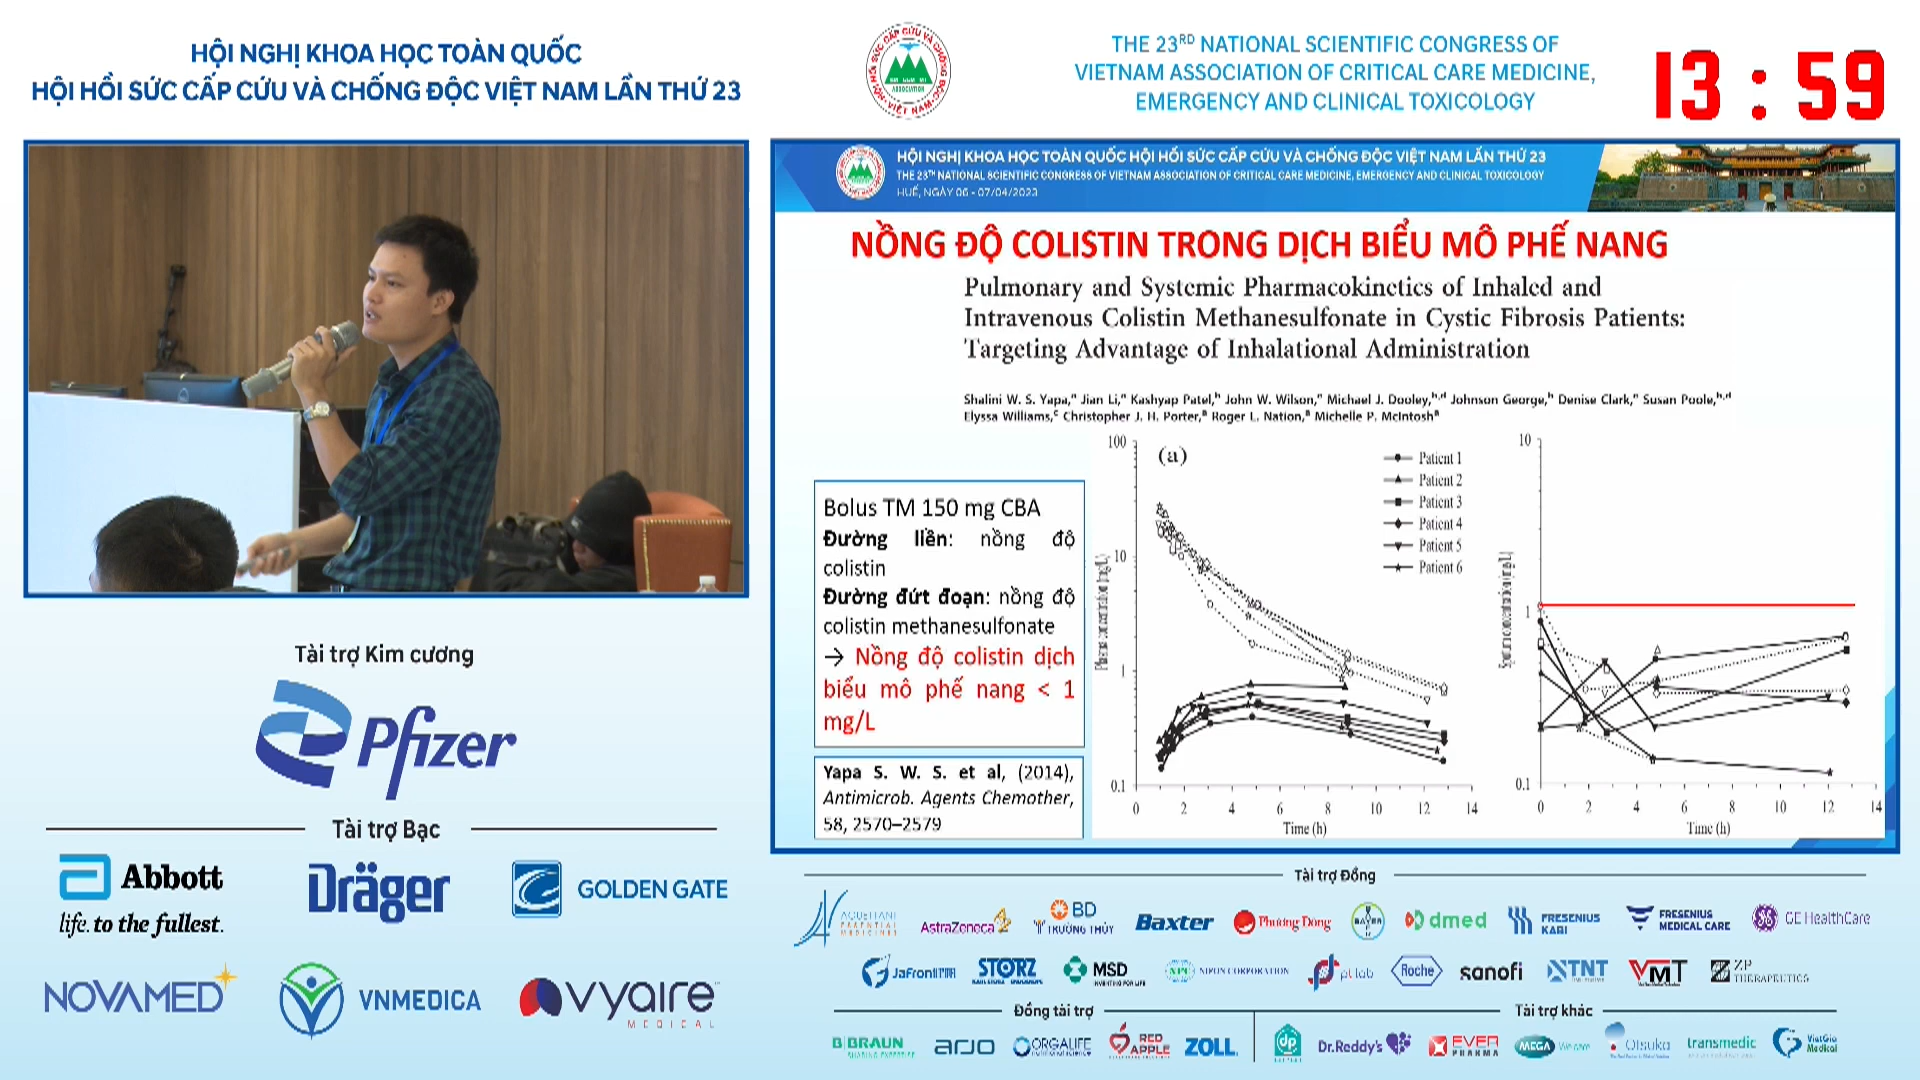 HỘI NGHỊ KHOA HỌC TOÀN QUỐC
HỘI HỒI SỨC CẤP CỨU VÀ CHỐNG ĐỘC VIỆT NAM LẦN THỨ 23
THE 23RD NATIONAL SCIENTIFIC CONGRESS OF
VIETNAM ASSOCIATION OF CRITICAL CARE MEDICINE,
EMERGENCY AND CLINICAL TOXICOLOGY
13 : 59
HỘI NGHỊ KHOA HỌC TOÀN QUỐC HỘI HỒI SỨC CẤP CỨU VÀ CHỐNG ĐỘC VIỆT NAM LẦN THỨ 23
THE 23TH NATIONAL SCIENTIFIC CONGRESS OF VIETNAM ASSOCIATION OF CRITICAL CARE MEDICINE, EMERGENCY AND CLINICAL TOXICOLOGY
HUẾ, NGÀY 06 - 07/04/2023
NỒNG ĐỘ COLISTIN TRONG DỊCH BIỂU MÔ PHẾ NANG
Pulmonary and Systemic Pharmacokinetics of Inhaled and
Intravenous Colistin Methanesulfonate in Cystic Fibrosis Patients:
Targeting Advantage of Inhalational Administration
Shalini W. S. Yapa,a Jian Li,a Kashyap Patel,b John W. Wilson,c Michael J. Dooley,b,d Johnson George,b Denise Clark,c Susan Poole,b,d
Elyssa Williams,c Christopher J. H. Porter,a Roger L. Nation,a Michelle P. McIntosha
Bolus TM 150 mg CBA
Đường liền: nồng độ
colistin
Đường đứt đoạn: nồng độ
colistin methanesulfonate
→ Nồng độ colistin dịch
biểu mô phế nang < 1
mg/L
Yapa S. W. S. et al, (2014),
Antimicrob. Agents Chemother,
58, 2570–2579
(a)
Patient 1
Patient 2
Patient 3
Patient 4
Patient 5
Patient 6
Plasma concentration (mg/L)
100
10
1
0.1
0 2 4 6 8 10 12 14
Time (h)
Sputum concentration (mg/L)
10
1
0.1
0 2 4 6 8 10 12 14
Time (h)
Tài trợ Kim cương
Pfizer
Tài trợ Bạc
Abbott
life. to the fullest.
Dräger
GOLDEN GATE
NOVAMED
VNMEDICA
vyaire
MEDICAL
Tài trợ Đồng
AstraZeneca
BD
TRƯỜNG THỦY
Baxter
Phương Đông
BAYER
dmed
FRESENIUS
KABI
FRESENIUS
MEDICAL CARE
GE HealthCare
STORZ
MSD
INVENTING FOR LIFE
NIPON CORPORATION
pt lab
Roche
sanofi
TNT
VMT
ZP
THERAPEUTICS
Đồng tài trợ
B BRAUN
SHARING EXPERTISE
arjo
ORGALIFE
RED
APPLE
ZOLL
Tài trợ khác
dp
Dr.Reddy's
EVER
PHARMA
MEGA We care
Otsuka
transmedic
VietGia
Medical